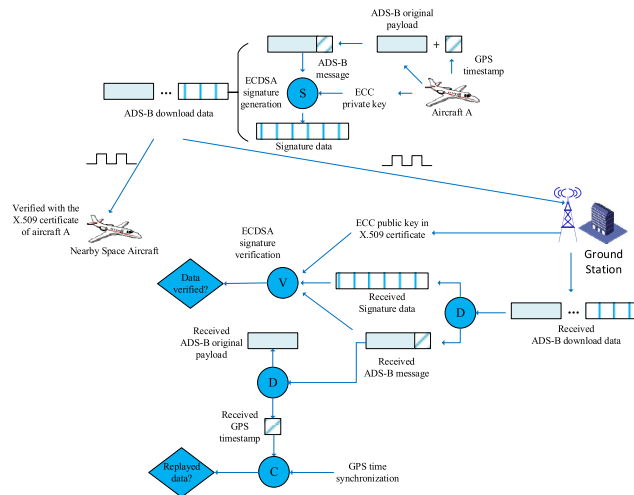 ADS-B original
payload
+
GPS
timestamp
ADS-B
message
ECDSA
signature
generation
S
ECC
private key
Aircraft A
...
ADS-B download data
Signature data
Verified with the
X.509 certificate
of aircraft A
Nearby Space Aircraft
ECC public key in
X.509 certificate
Ground
Station
ECDSA
signature
verification
Data
verified?
V
Received
Signature data
D
...
Received
ADS-B download data
Received
ADS-B original
payload
Received
ADS-B message
D
Received
GPS
timestamp
Replayed
data?
C
GPS time
synchronization